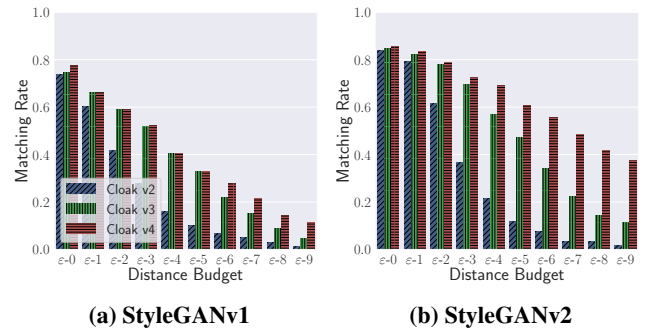 1.0
0.8
0.6
0.4
0.2
0.0
Matching Rate
Cloak v2
Cloak v3
Cloak v4
ε-0 ε-1 ε-2 ε-3 ε-4 ε-5 ε-6 ε-7 ε-8 ε-9
Distance Budget
(a) StyleGANv1
1.0
0.8
0.6
0.4
0.2
0.0
Matching Rate
ε-0 ε-1 ε-2 ε-3 ε-4 ε-5 ε-6 ε-7 ε-8 ε-9
Distance Budget
(b) StyleGANv2